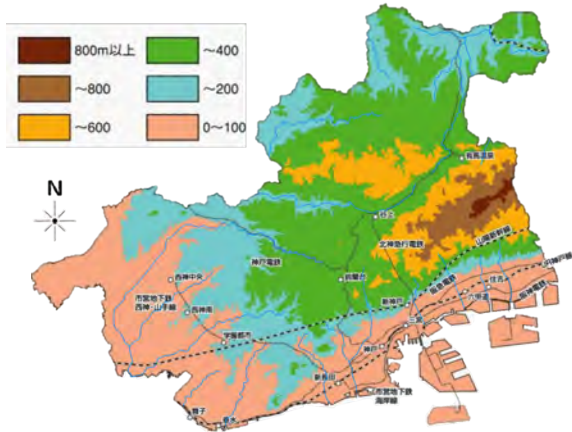 800m以上
～400
～800
～200
～600
0～100
N
有馬温泉
谷上
北神急行電鉄
山陽新幹線
神戸電鉄
西神中央
鈴蘭台
市営地下鉄
西神・山手線
西神南
新神戸
阪急電鉄
JR神戸線
住吉
六甲道
阪神電鉄
三宮
学園都市
神戸
新長田
市営地下鉄
海岸線
舞子
垂水